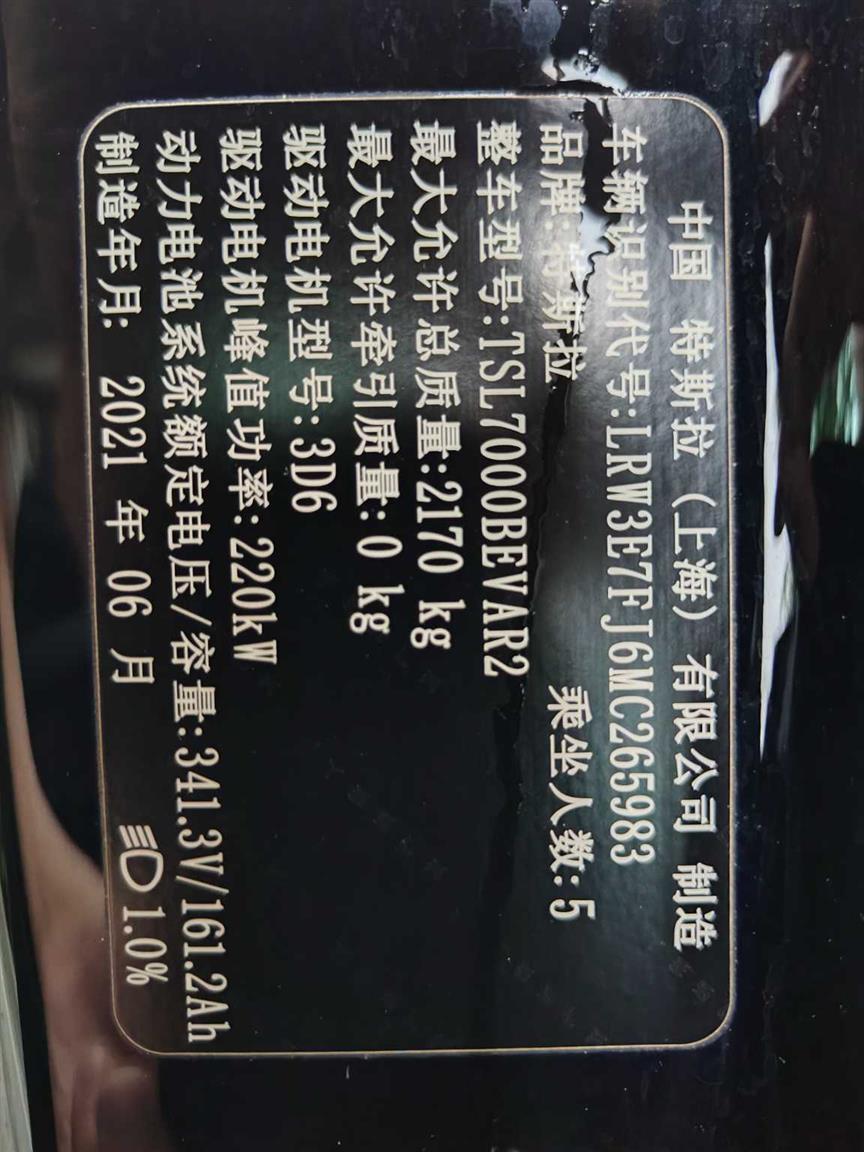 中国 特斯拉（上海）有限公司 制造
车辆识别代号:LRW3E7FJ6MC265983
品牌:特斯拉 乘坐人数:5
整车型号:TSL7000BEVAR2
最大允许总质量:2170 kg
最大允许牵引质量:0 kg
驱动电机型号:3D6
驱动电机峰值功率:220kW
动力电池系统额定电压/容量:341.3V/161.2Ah
制造年月: 2021 年 06 月 1.0%